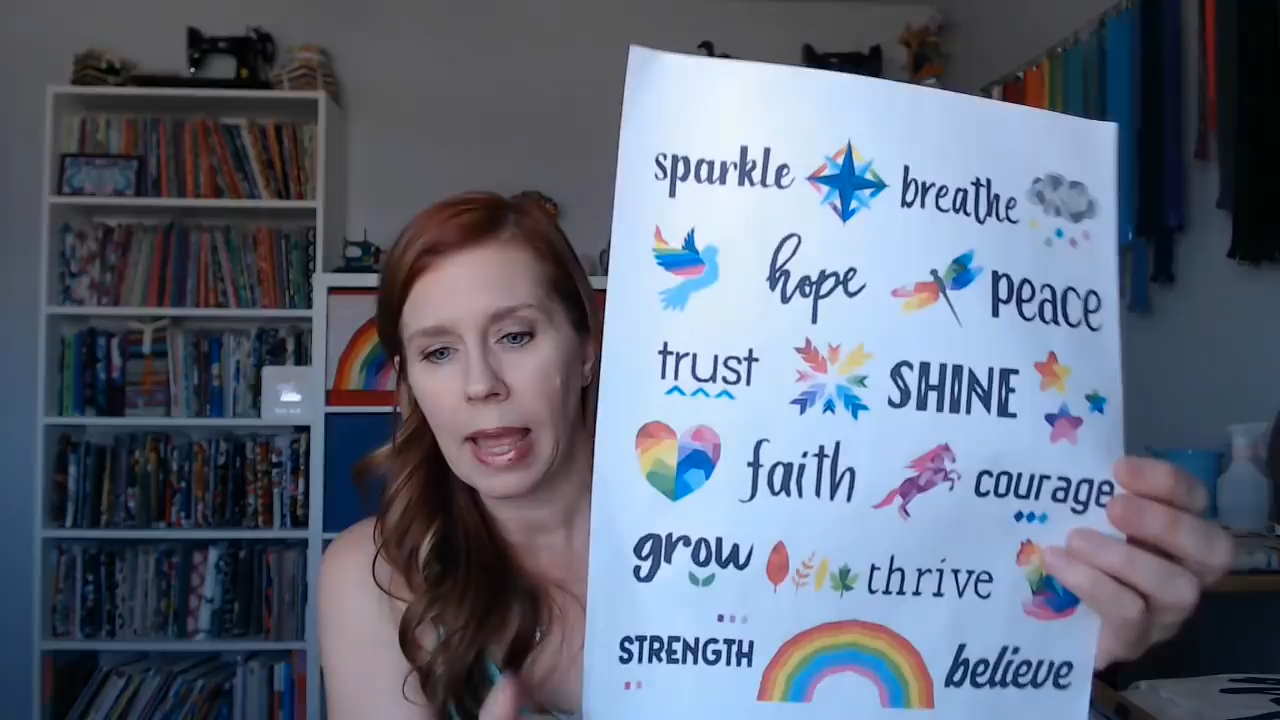 sparkle breathe
hope peace
trust SHINE
faith courage
grow thrive
STRENGTH believe